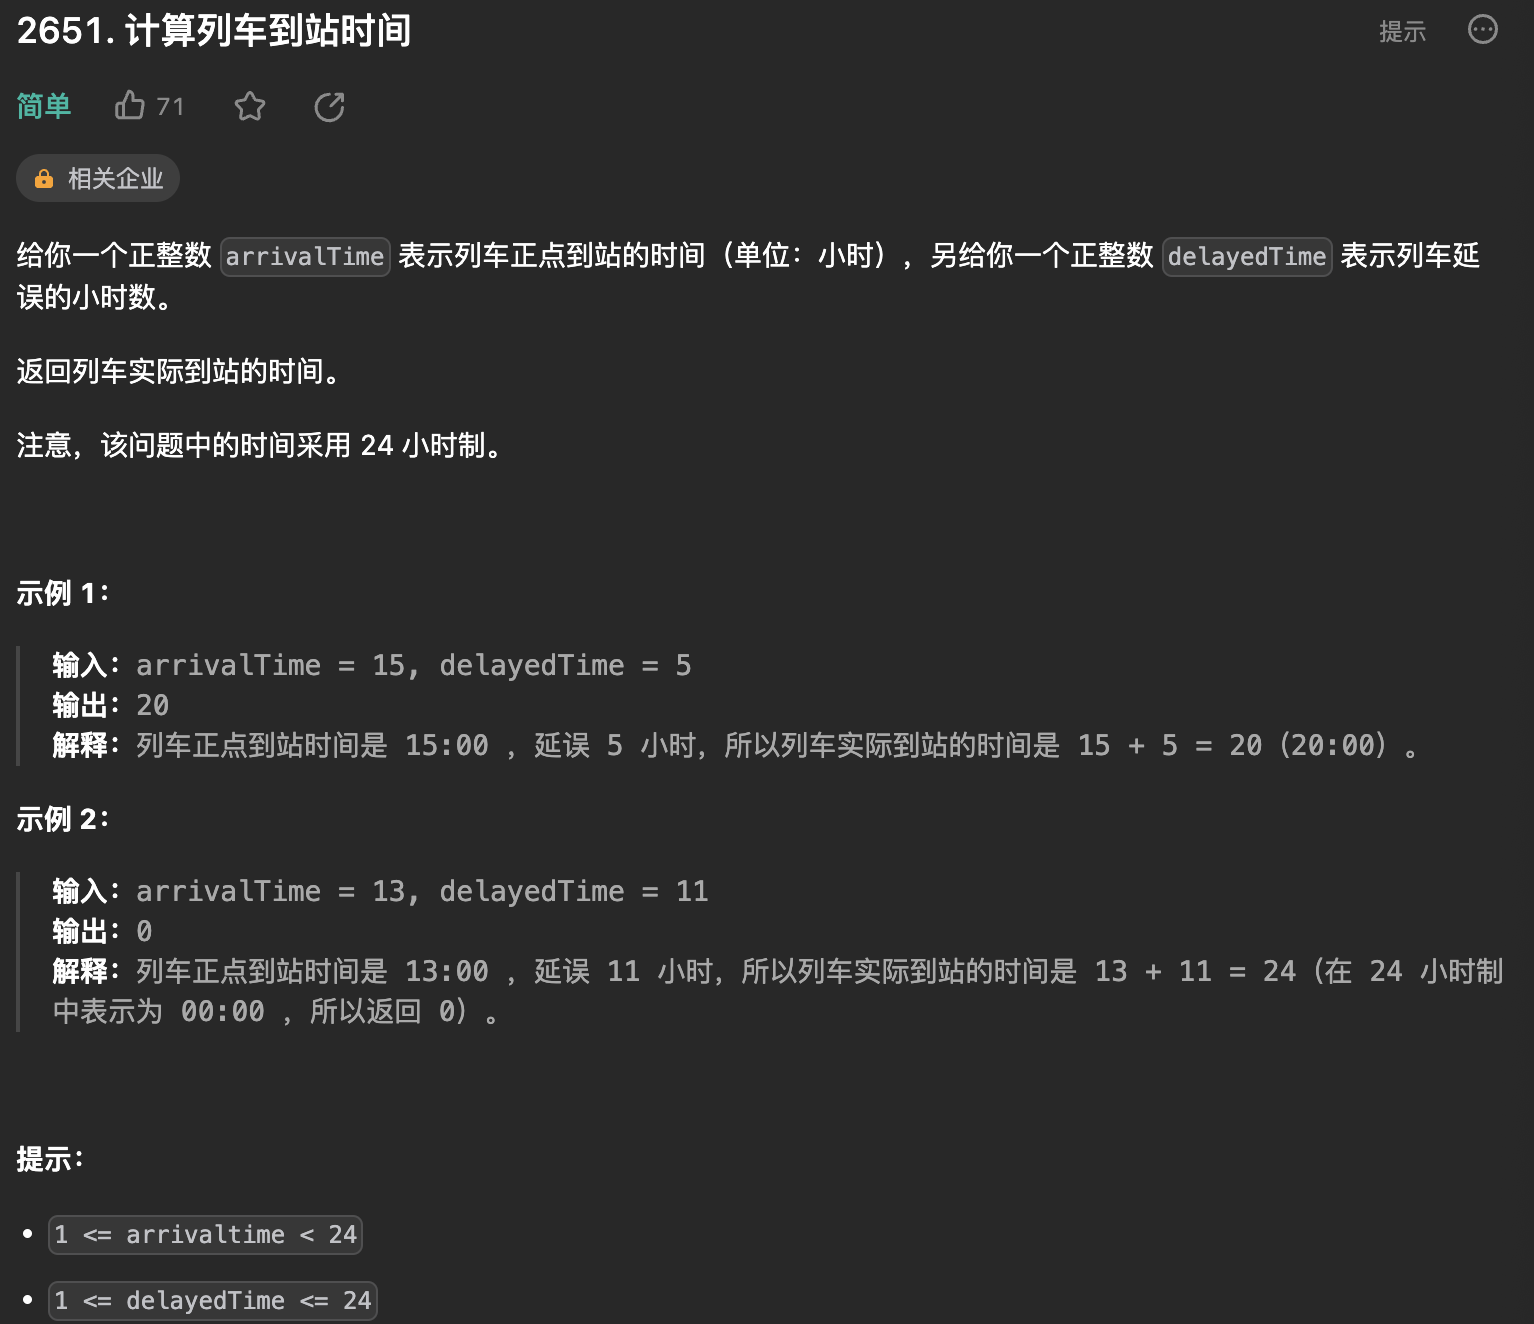 2651. 计算列车到站时间
提示
简单
71
相关企业
给你一个正整数 arrivalTime 表示列车正点到站的时间（单位：小时），另给你一个正整数 delayedTime 表示列车延
误的小时数。
返回列车实际到站的时间。
注意，该问题中的时间采用 24 小时制。
示例 1：
输入：arrivalTime = 15, delayedTime = 5
输出：20
解释：列车正点到站时间是 15:00 ，延误 5 小时，所以列车实际到站的时间是 15 + 5 = 20（20:00）。
示例 2：
输入：arrivalTime = 13, delayedTime = 11
输出：0
解释：列车正点到站时间是 13:00 ，延误 11 小时，所以列车实际到站的时间是 13 + 11 = 24（在 24 小时制
中表示为 00:00 ，所以返回 0）。
提示：
• 1 <= arrivaltime < 24
• 1 <= delayedTime <= 24